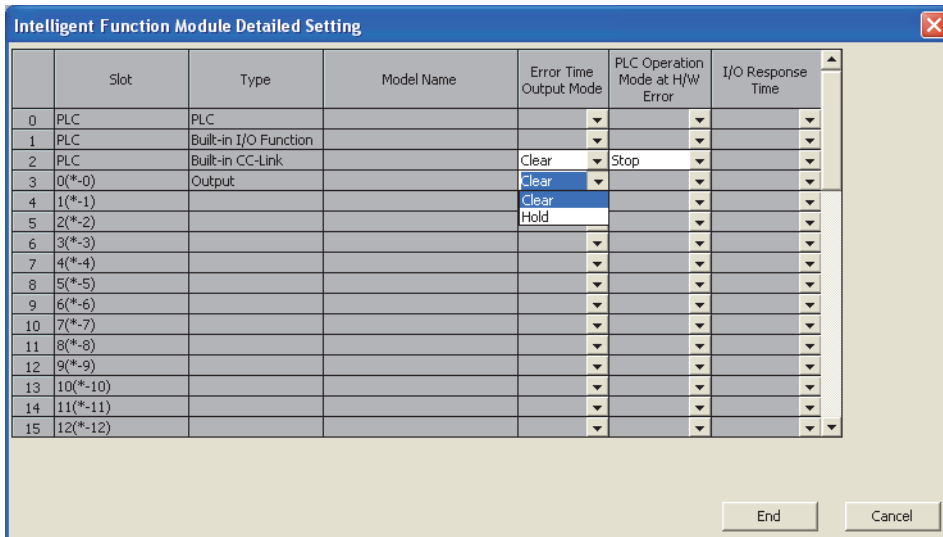 Intelligent Function Module Detailed Setting
Slot Type Model Name Error Time Output Mode PLC Operation Mode at H/W Error I/O Response Time
0 PLC PLC
1 PLC Built-in I/O Function
2 PLC Built-in CC-Link Clear Stop
3 0(*-0) Output Clear
4 1(*-1) Clear
5 2(*-2) Hold
6 3(*-3)
7 4(*-4)
8 5(*-5)
9 6(*-6)
10 7(*-7)
11 8(*-8)
12 9(*-9)
13 10(*-10)
14 11(*-11)
15 12(*-12)
End Cancel